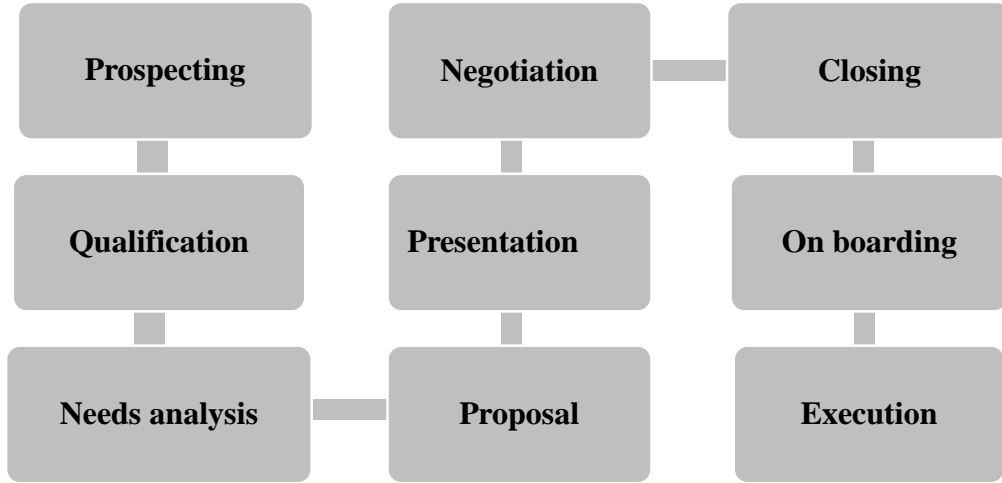 Prospecting
Qualification
Needs analysis
Proposal
Presentation
Negotiation
Closing
On boarding
Execution